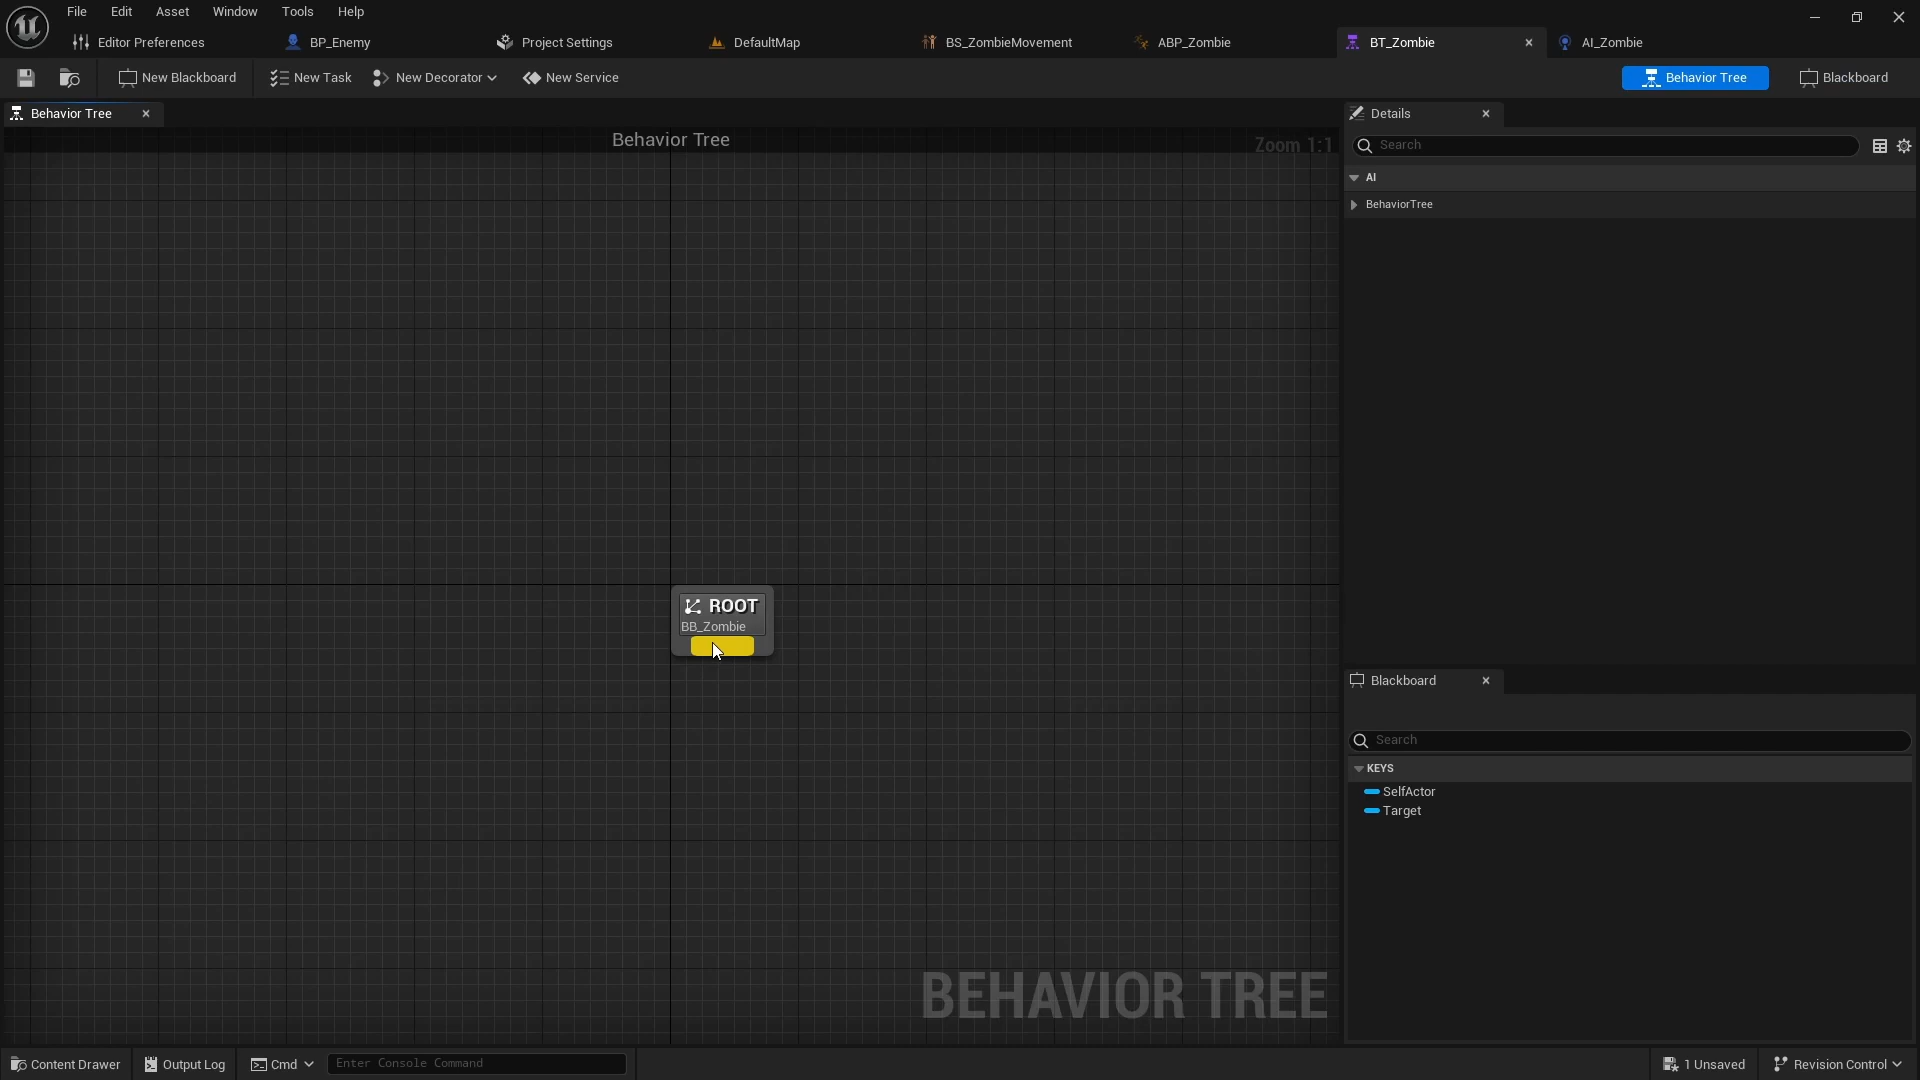 File Edit Asset Window Tools Help
Editor Preferences BP_Enemy Project Settings DefaultMap BS_ZombieMovement ABP_Zombie BT_Zombie AI_Zombie
New Blackboard New Task New Decorator New Service Behavior Tree Blackboard
Behavior Tree Details
Behavior Tree
Zoom 1:1
Search
AI
BehaviorTree
ROOT
BB_Zombie
Blackboard
Search
KEYS
SelfActor
Target
BEHAVIOR TREE
Content Drawer Output Log Cmd Enter Console Command 1 Unsaved Revision Control